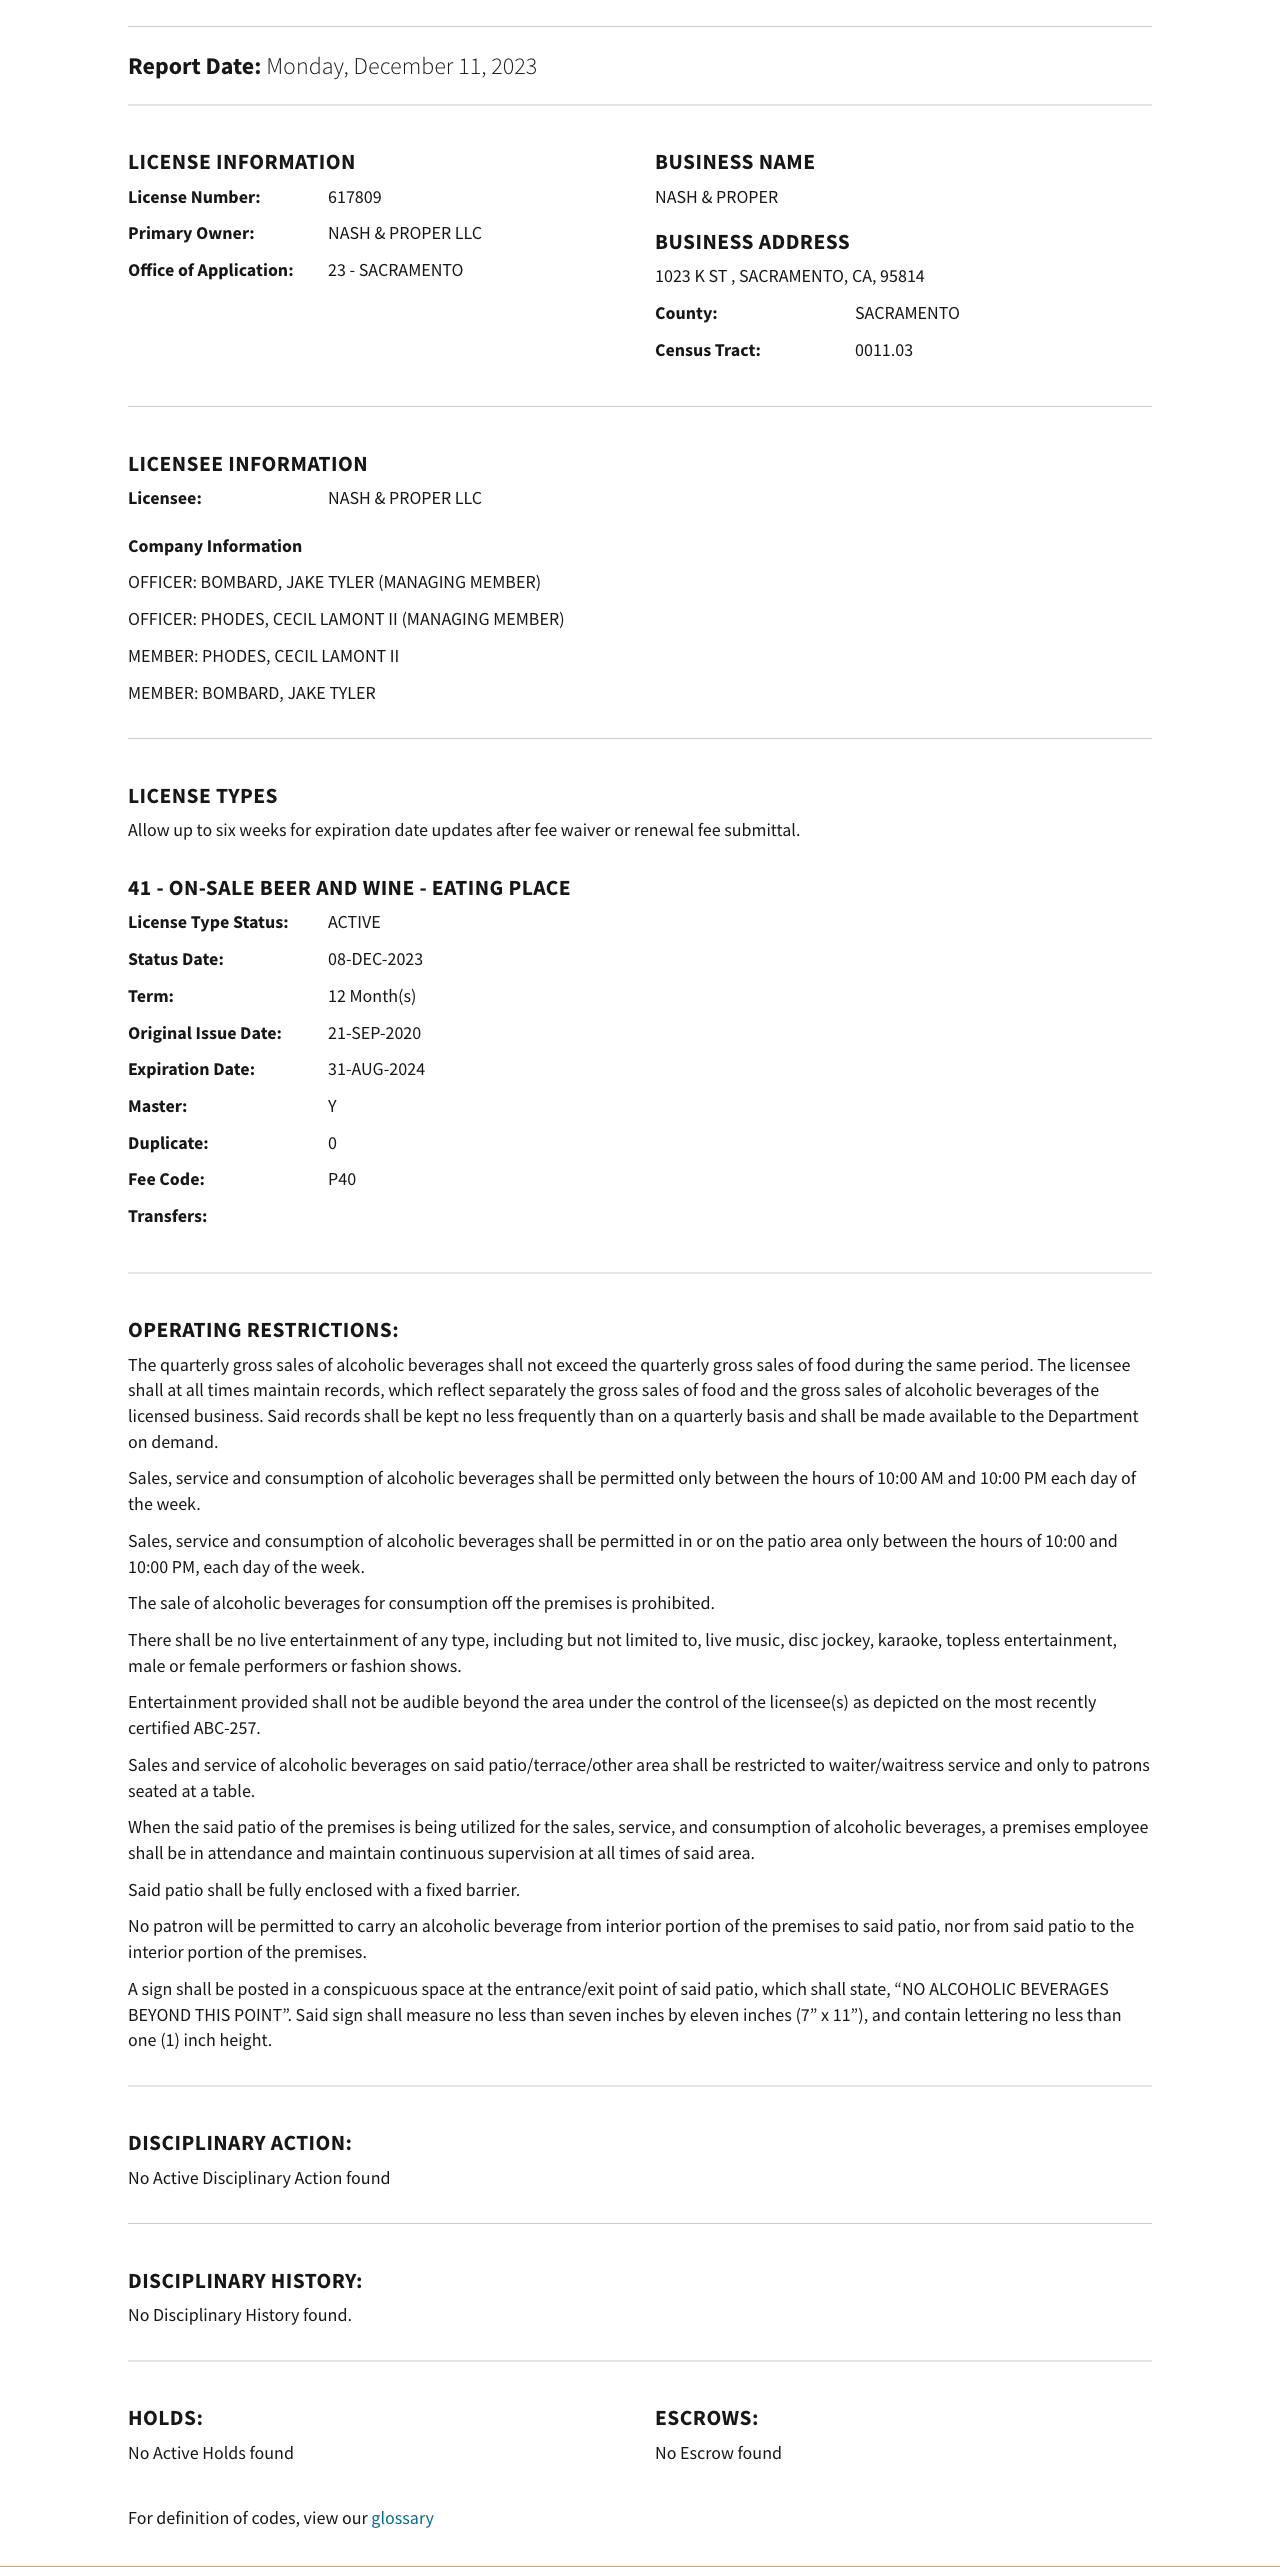 Report Date: Monday, December 11, 2023
LICENSE INFORMATION
License Number: 617809
Primary Owner: NASH & PROPER LLC
Office of Application: 23 - SACRAMENTO
BUSINESS NAME
NASH & PROPER
BUSINESS ADDRESS
1023 K ST , SACRAMENTO, CA, 95814
County: SACRAMENTO
Census Tract: 0011.03
LICENSEE INFORMATION
Licensee: NASH & PROPER LLC
Company Information
OFFICER: BOMBARD, JAKE TYLER (MANAGING MEMBER)
OFFICER: PHODES, CECIL LAMONT II (MANAGING MEMBER)
MEMBER: PHODES, CECIL LAMONT II
MEMBER: BOMBARD, JAKE TYLER
LICENSE TYPES
Allow up to six weeks for expiration date updates after fee waiver or renewal fee submittal.
41 - ON-SALE BEER AND WINE - EATING PLACE
License Type Status: ACTIVE
Status Date: 08-DEC-2023
Term: 12 Month(s)
Original Issue Date: 21-SEP-2020
Expiration Date: 31-AUG-2024
Master: Y
Duplicate: 0
Fee Code: P40
Transfers:
OPERATING RESTRICTIONS:
The quarterly gross sales of alcoholic beverages shall not exceed the quarterly gross sales of food during the same period. The licensee
shall at all times maintain records, which reflect separately the gross sales of food and the gross sales of alcoholic beverages of the
licensed business. Said records shall be kept no less frequently than on a quarterly basis and shall be made available to the Department
on demand.
Sales, service and consumption of alcoholic beverages shall be permitted only between the hours of 10:00 AM and 10:00 PM each day of
the week.
Sales, service and consumption of alcoholic beverages shall be permitted in or on the patio area only between the hours of 10:00 and
10:00 PM, each day of the week.
The sale of alcoholic beverages for consumption off the premises is prohibited.
There shall be no live entertainment of any type, including but not limited to, live music, disc jockey, karaoke, topless entertainment,
male or female performers or fashion shows.
Entertainment provided shall not be audible beyond the area under the control of the licensee(s) as depicted on the most recently
certified ABC-257.
Sales and service of alcoholic beverages on said patio/terrace/other area shall be restricted to waiter/waitress service and only to patrons
seated at a table.
When the said patio of the premises is being utilized for the sales, service, and consumption of alcoholic beverages, a premises employee
shall be in attendance and maintain continuous supervision at all times of said area.
Said patio shall be fully enclosed with a fixed barrier.
No patron will be permitted to carry an alcoholic beverage from interior portion of the premises to said patio, nor from said patio to the
interior portion of the premises.
A sign shall be posted in a conspicuous space at the entrance/exit point of said patio, which shall state, “NO ALCOHOLIC BEVERAGES
BEYOND THIS POINT”. Said sign shall measure no less than seven inches by eleven inches (7” x 11”), and contain lettering no less than
one (1) inch height.
DISCIPLINARY ACTION:
No Active Disciplinary Action found
DISCIPLINARY HISTORY:
No Disciplinary History found.
HOLDS:
No Active Holds found
ESCROWS:
No Escrow found
For definition of codes, view our glossary